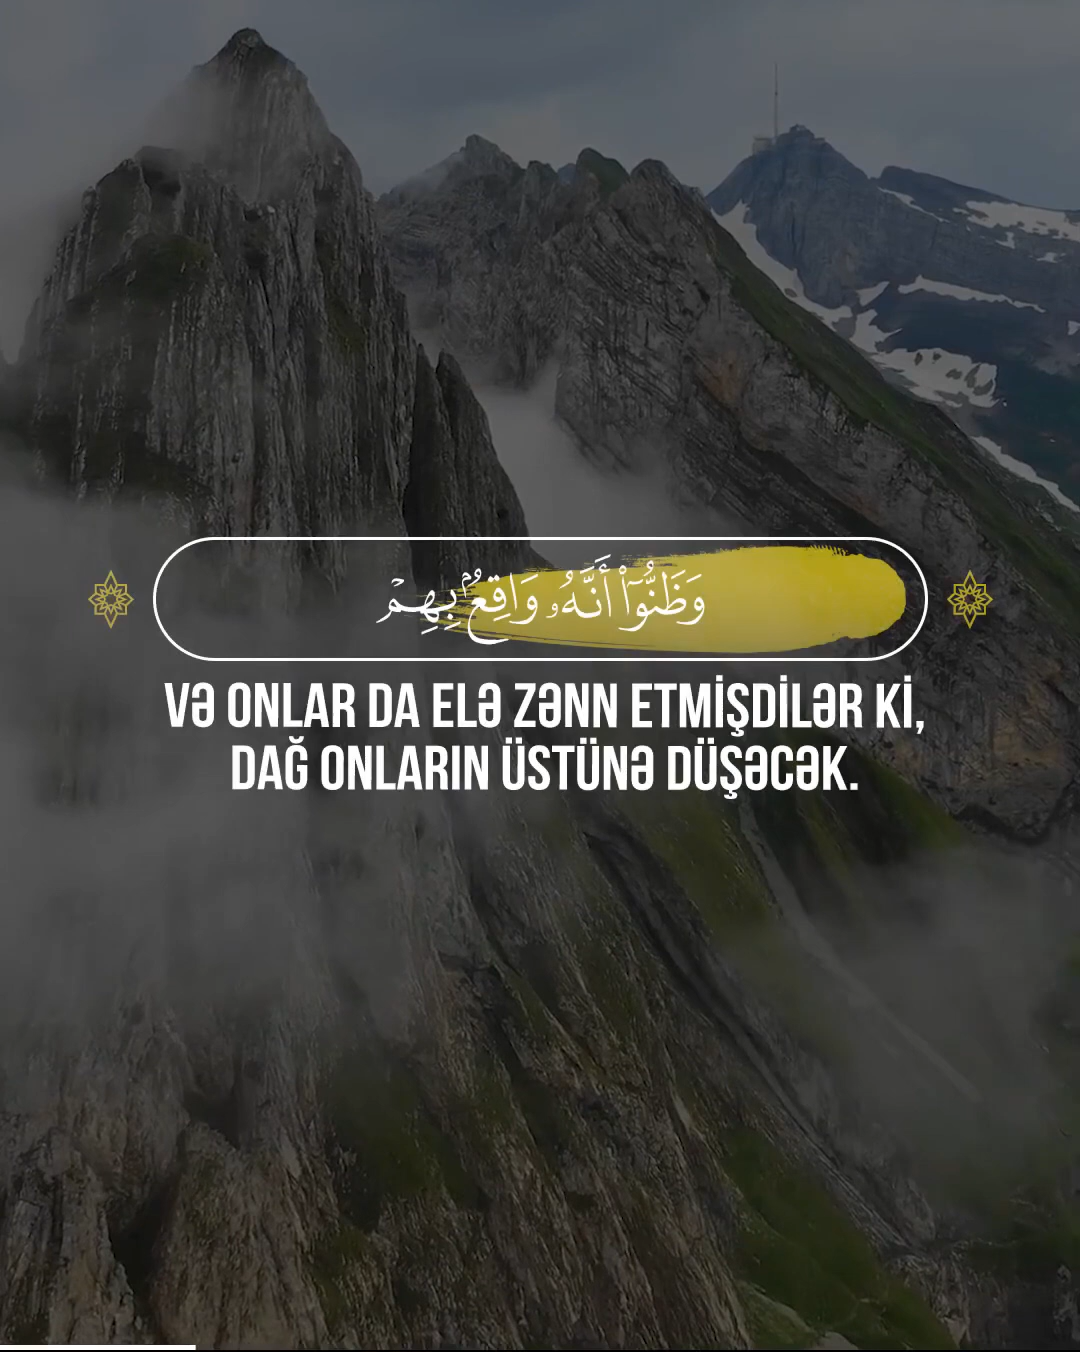 وَظَنُّوٓا۟ أَنَّهُۥ وَاقِعٌۢ بِهِمْ
VƏ ONLAR DA ELƏ ZƏNN ETMİŞDİLƏR Kİ,
DAĞ ONLARIN ÜSTÜNƏ DÜŞƏCƏK.